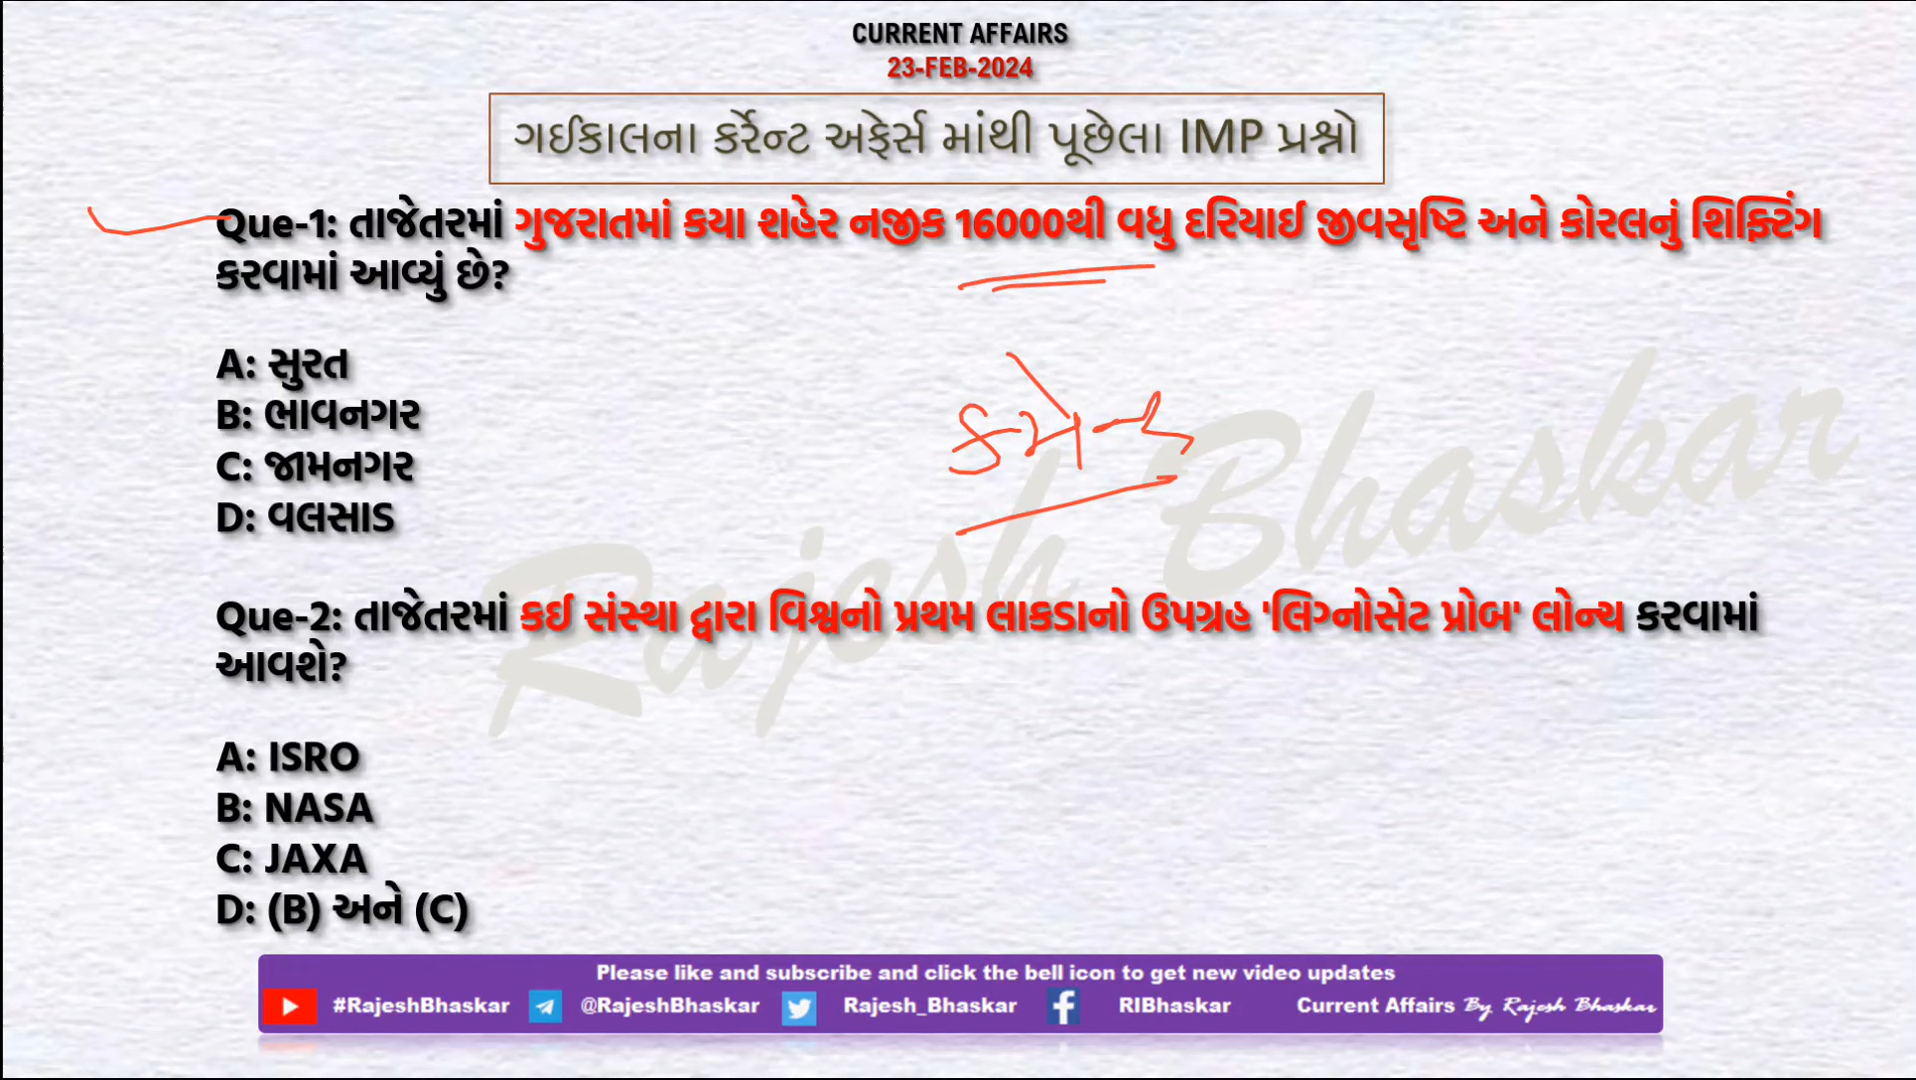 CURRENT AFFAIRS
23-FEB-2024
ગઈકાલના કર્રેન્ટ અફેર્સ માંથી પૂછેલા IMP પ્રશ્નો
Que-1: તાજેતરમાં ગુજરાતમાં કયા શહેર નજીક 16000થી વધુ દરિયાઈ જીવસૃષ્ટિ અને કોરલનું શિફ્ટિંગ
કરવામાં આવ્યું છે?
A: સુરત
B: ભાવનગર
C: જામનગર
D: વલસાડ
Que-2: તાજેતરમાં કઈ સંસ્થા દ્વારા વિશ્વનો પ્રથમ લાકડાનો ઉપગ્રહ 'લિગ્નોસેટ પ્રોબ' લોન્ચ કરવામાં
આવશે?
A: ISRO
B: NASA
C: JAXA
D: (B) અને (C)
Rajesh Bhaskar
Please like and subscribe and click the bell icon to get new video updates
#RajeshBhaskar @RajeshBhaskar Rajesh_Bhaskar RIBhaskar Current Affairs By Rajesh Bhaskar